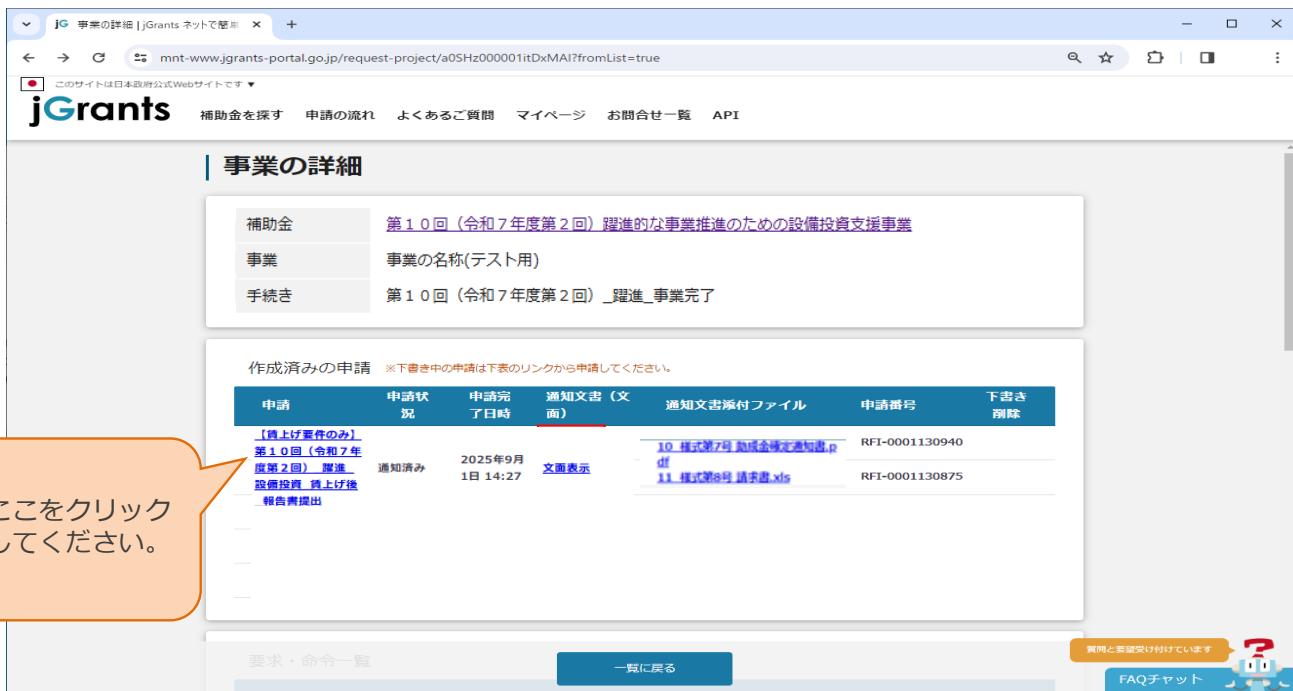 jG 事業の詳細 | jGrants ネットで簡単
mnt-www.jgrants-portal.go.jp/request-project/a0SHz000001itDxMAI?fromList=true
このサイトは日本政府公式Webサイトです ▼
jGrants 補助金を探す 申請の流れ よくあるご質問 マイページ お問合せ一覧 API
事業の詳細
補助金 第１０回（令和７年度第２回）躍進的な事業推進のための設備投資支援事業
事業 事業の名称(テスト用)
手続き 第１０回（令和７年度第２回）_躍進_事業完了
作成済みの申請 ※下書き中の申請は下表のリンクから申請してください。
申請 申請状況 申請完了日時 通知文書（文面） 通知文書添付ファイル 申請番号 下書き削除
【賃上げ要件のみ】
第１０回（令和７年
度第２回）_躍進_
設備投資_賃上げ後
_報告書提出
通知済み
2025年9月
1日 14:27
文面表示
10_様式第7号 助成金確定通知書.p
df
11_様式第8号 請求書.xls
RFI-0001130940
RFI-0001130875
ここをクリック
してください。
要求・命令一覧
一覧に戻る
質問と要望受け付けています
FAQチャット